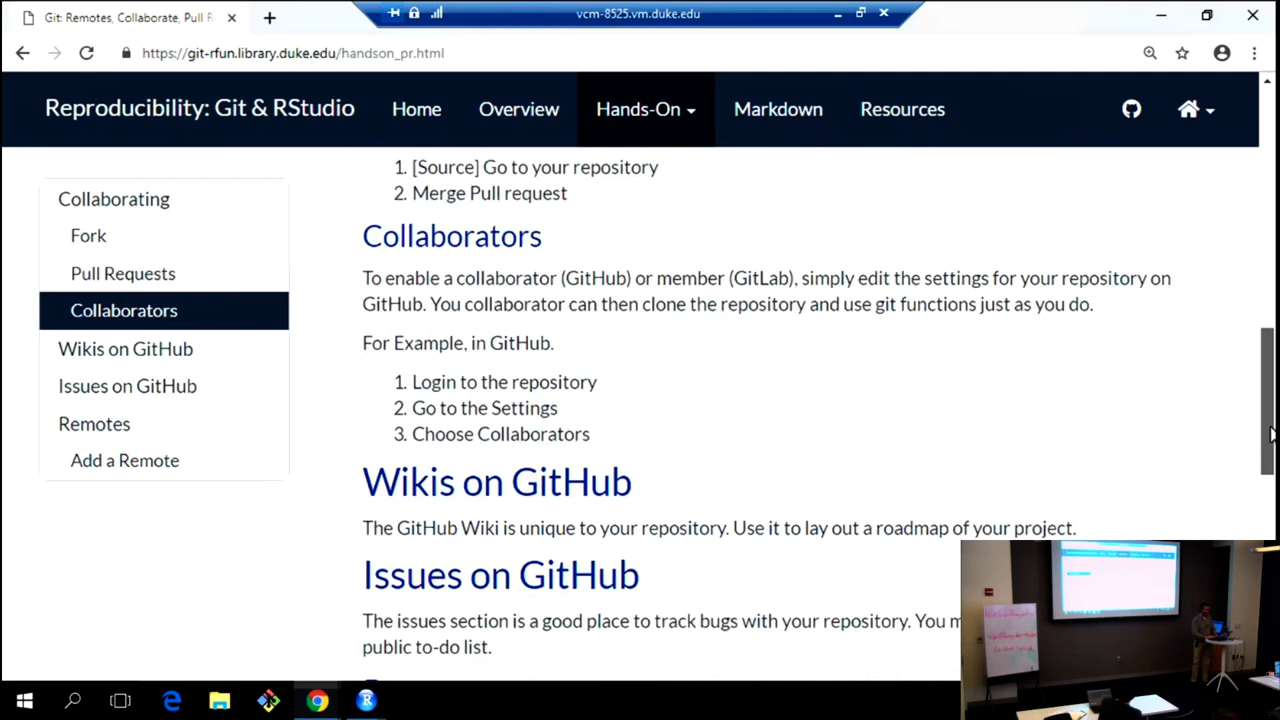 Git: Remotes, Collaborate, Pull R
vcm-8525.vm.duke.edu
https://git-rfun.library.duke.edu/handson_pr.html
Reproducibility: Git & RStudio
Home
Overview
Hands-On
Markdown
Resources
Collaborating
Fork
Pull Requests
Collaborators
Wikis on GitHub
Issues on GitHub
Remotes
Add a Remote
1. [Source] Go to your repository
2. Merge Pull request
Collaborators
To enable a collaborator (GitHub) or member (GitLab), simply edit the settings for your repository on
GitHub. You collaborator can then clone the repository and use git functions just as you do.
For Example, in GitHub.
1. Login to the repository
2. Go to the Settings
3. Choose Collaborators
Wikis on GitHub
The GitHub Wiki is unique to your repository. Use it to lay out a roadmap of your project.
Issues on GitHub
The issues section is a good place to track bugs with your repository. You m
public to-do list.